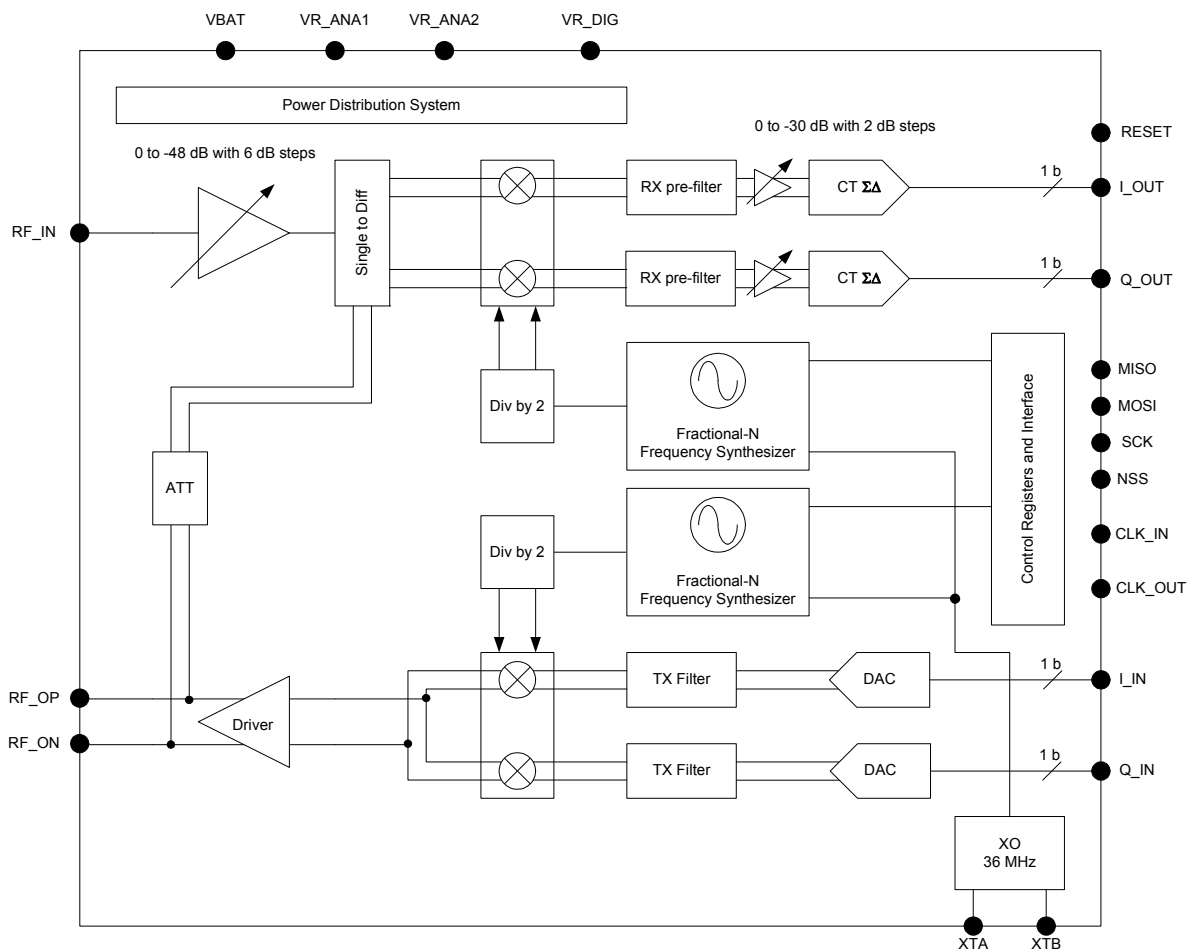 VBAT
VR_ANA1
VR_ANA2
VR_DIG
Power Distribution System
0 to -48 dB with 6 dB steps
0 to -30 dB with 2 dB steps
RESET
RF_IN
Single to Diff
RX pre-filter
CT ΣΔ
1 b
I_OUT
RX pre-filter
CT ΣΔ
1 b
Q_OUT
Div by 2
Fractional-N
Frequency Synthesizer
Control Registers and Interface
MISO
MOSI
SCK
NSS
ATT
Div by 2
Fractional-N
Frequency Synthesizer
CLK_IN
CLK_OUT
RF_OP
RF_ON
Driver
TX Filter
DAC
1 b
I_IN
TX Filter
DAC
1 b
Q_IN
XO
36 MHz
XTA
XTB